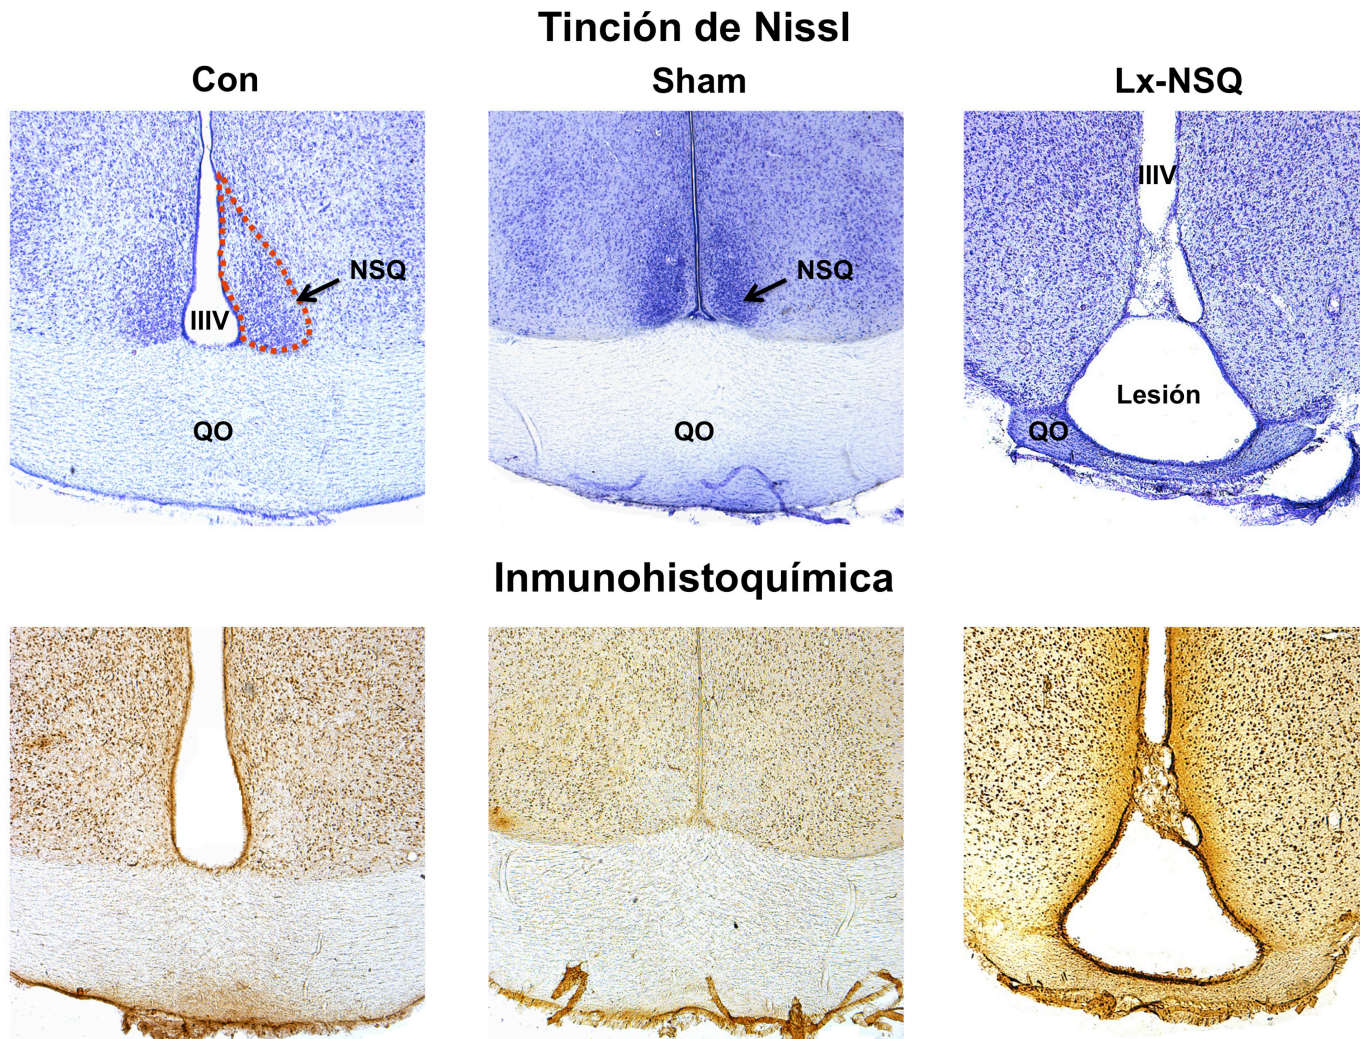 Tinción de Nissl
Con
Sham
Lx-NSQ
IIIV
NSQ
QO
NSQ
QO
IIIV
Lesión
QO
Inmunohistoquímica